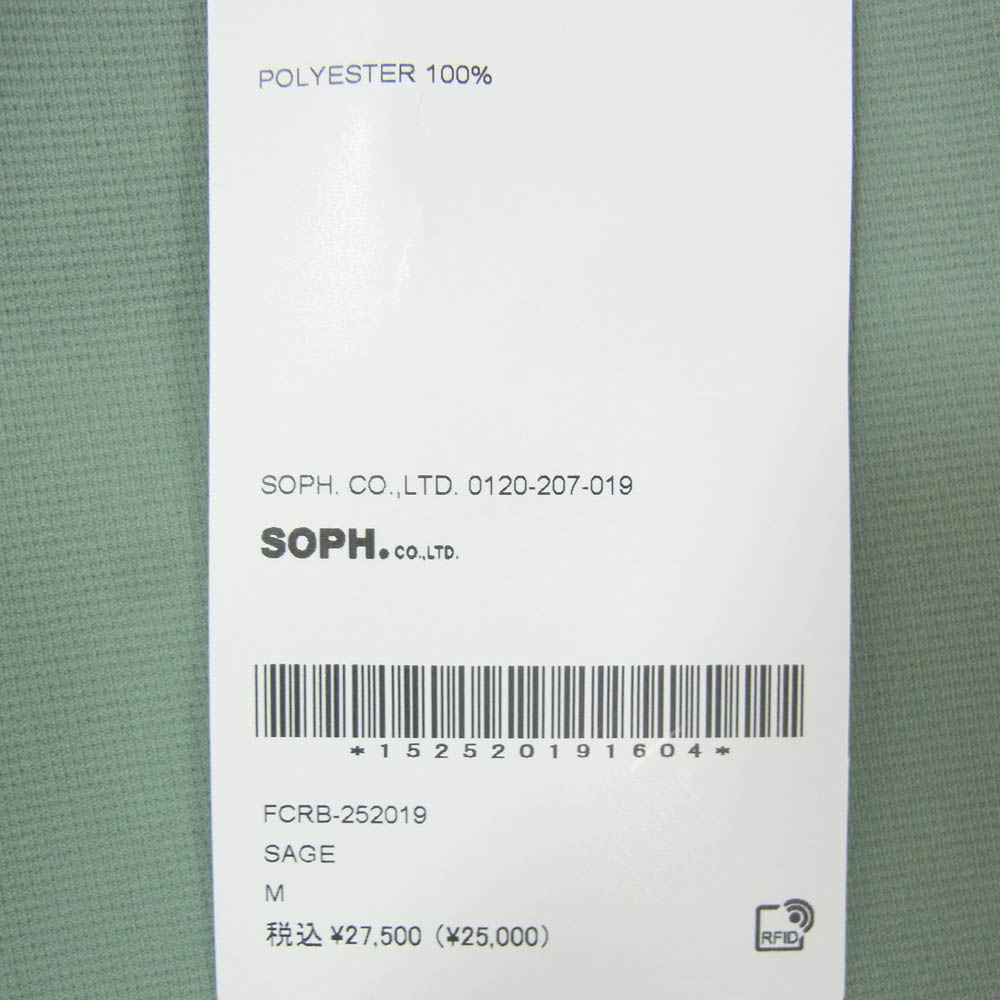 POLYESTER 100%
SOPH. CO.,LTD. 0120-207-019
SOPH. CO.,LTD.
*152520191604*
FCRB-252019
SAGE
M
税込 ¥27,500 (¥25,000)
RFID